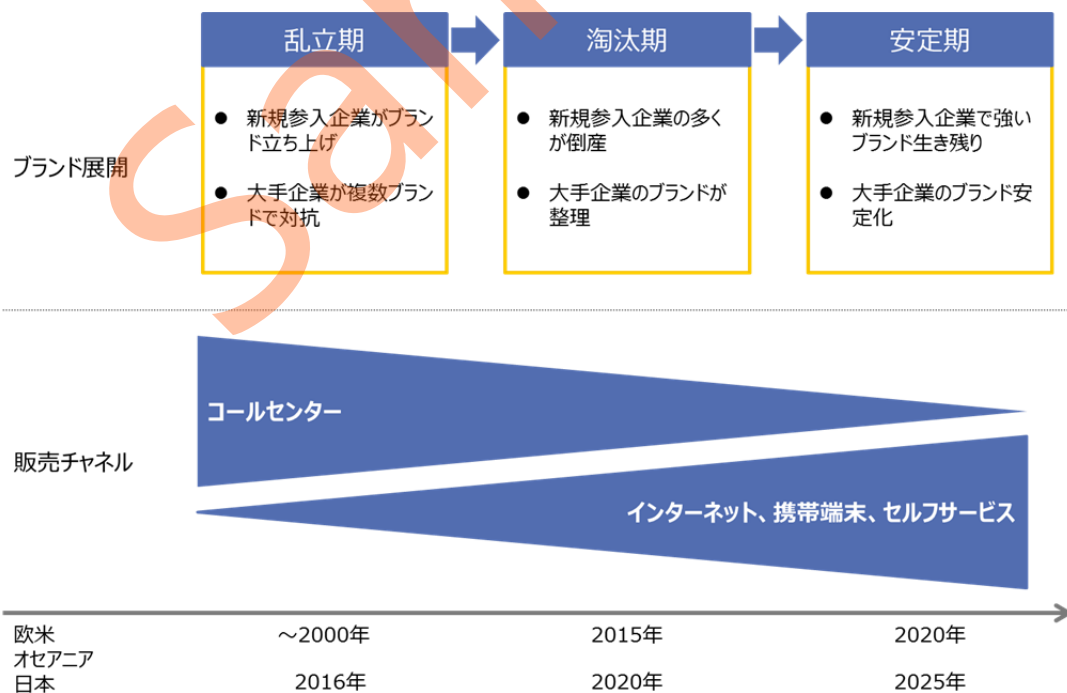 乱立期
淘汰期
安定期
ブランド展開
● 新規参入企業がブラン
ド立ち上げ
● 大手企業が複数ブラン
ドで対抗
● 新規参入企業の多く
が倒産
● 大手企業のブランドが
整理
● 新規参入企業で強い
ブランド生き残り
● 大手企業のブランド安
定化
販売チャネル
コールセンター
インターネット、携帯端末、セルフサービス
欧米
オセアニア
～2000年
2015年
2020年
日本
2016年
2020年
2025年